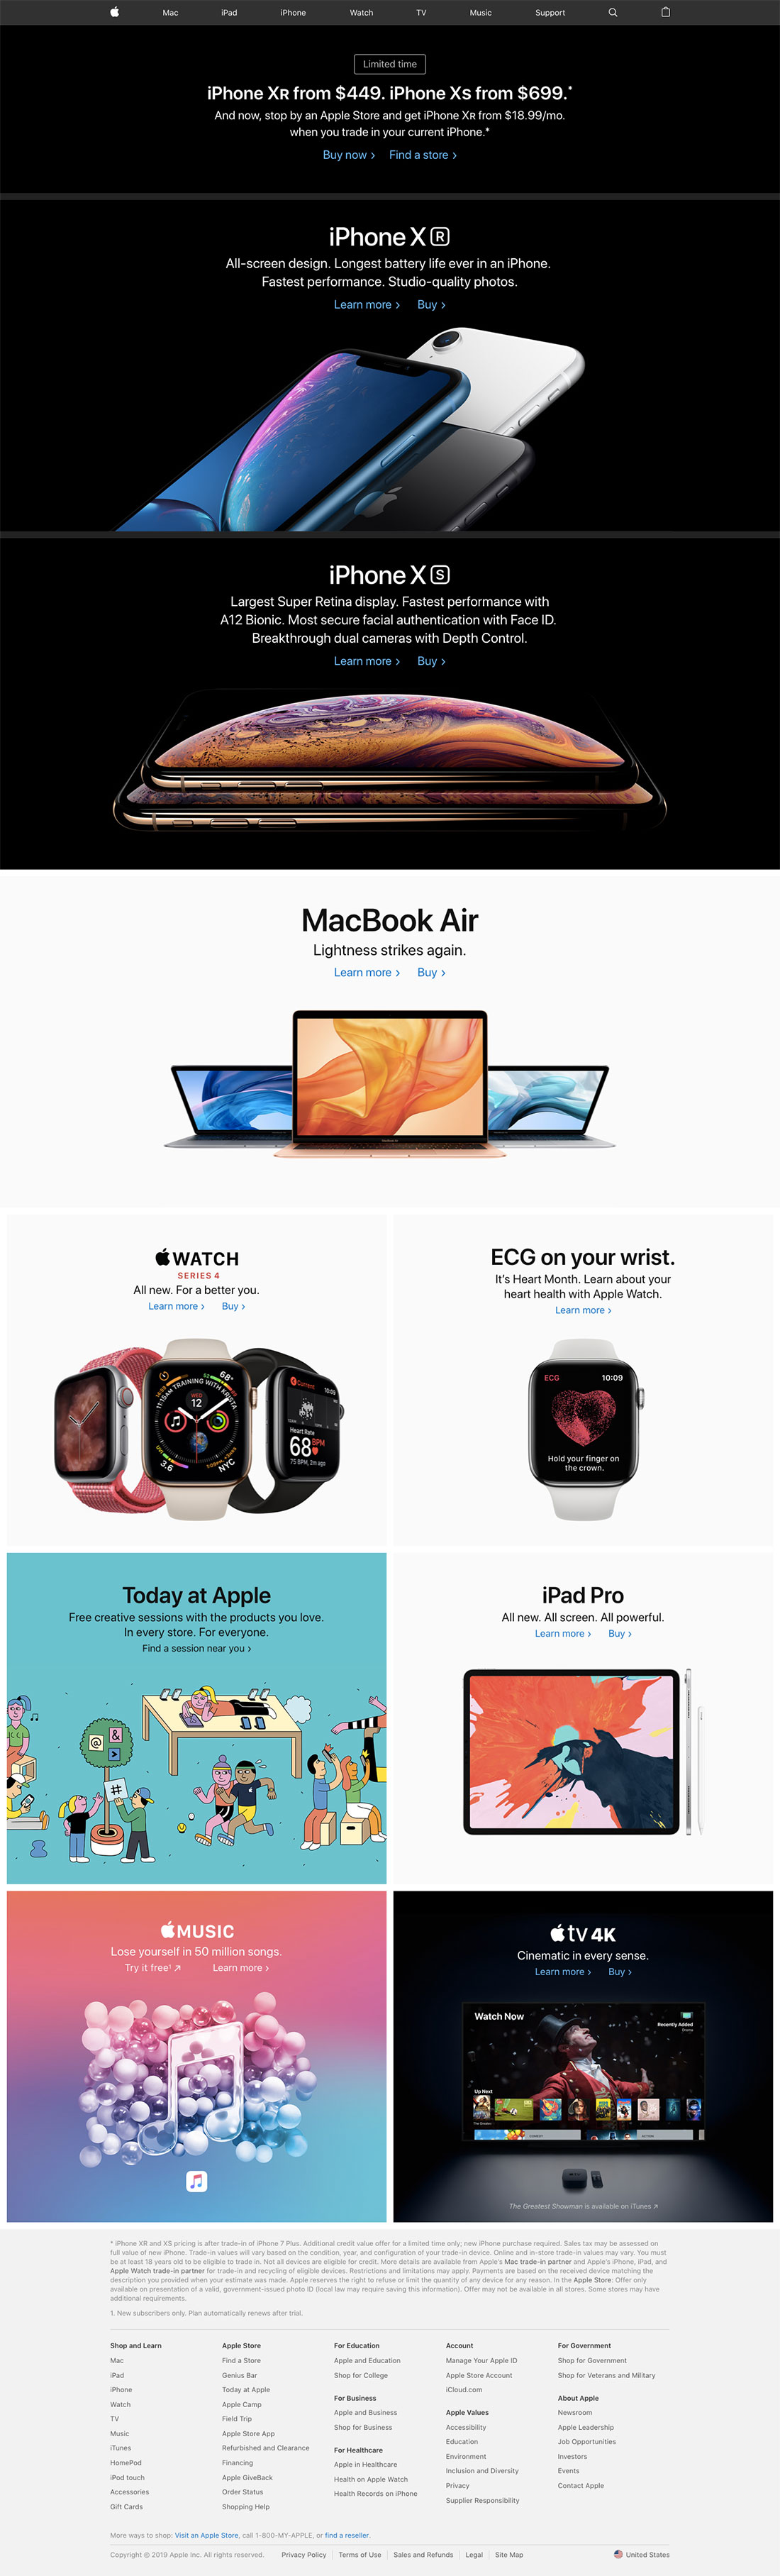 Mac iPad iPhone Watch TV Music Support
Limited time
iPhone XR from $449. iPhone XS from $699.*
And now, stop by an Apple Store and get iPhone XR from $18.99/mo.
when you trade in your current iPhone.*
Buy now > Find a store >
iPhone XR
All-screen design. Longest battery life ever in an iPhone.
Fastest performance. Studio-quality photos.
Learn more > Buy >
iPhone XS
Largest Super Retina display. Fastest performance with
A12 Bionic. Most secure facial authentication with Face ID.
Breakthrough dual cameras with Depth Control.
Learn more > Buy >
MacBook Air
Lightness strikes again.
Learn more > Buy >
WATCH
SERIES 4
All new. For a better you.
Learn more > Buy >
68°
11:15AM TRAINING WITH KRISTA
WED
12
3.6
NYC
Current
10:09
Heart Rate
68 BPM
75 BPM, 2m ago
ECG on your wrist.
It's Heart Month. Learn about your
heart health with Apple Watch.
Learn more >
ECG 10:09
Hold your finger on
the crown.
Today at Apple
Free creative sessions with the products you love.
In every store. For everyone.
Find a session near you >
@ & > #
iPad Pro
All new. All screen. All powerful.
Learn more > Buy >
MUSIC
Lose yourself in 50 million songs.
Try it free¹ ↗ Learn more >
tv 4K
Cinematic in every sense.
Learn more > Buy >
Watch Now
Recently Added
Up Next
The Greatest Showman is available on iTunes ↗
* iPhone XR and XS pricing is after trade-in of iPhone 7 Plus. Additional credit value offer for a limited time only; new iPhone purchase required. Sales tax may be assessed on
full value of new iPhone. Trade-in values will vary based on the condition, year, and configuration of your trade-in device. Online and in-store trade-in values may vary. You must
be at least 18 years old to be eligible to trade in. Not all devices are eligible for credit. More details are available from Apple's Mac trade-in partner and Apple's iPhone, iPad, and
Apple Watch trade-in partner for trade-in and recycling of eligible devices. Restrictions and limitations may apply. Payments are based on the received device matching the
description you provided when your estimate was made. Apple reserves the right to refuse or limit the quantity of any device for any reason. In the Apple Store: Offer only
available on presentation of a valid, government-issued photo ID (local law may require saving this information). Offer may not be available in all stores. Some stores may have
additional requirements.
1. New subscribers only. Plan automatically renews after trial.
Shop and Learn
Mac
iPad
iPhone
Watch
TV
Music
iTunes
HomePod
iPod touch
Accessories
Gift Cards
Apple Store
Find a Store
Genius Bar
Today at Apple
Apple Camp
Field Trip
Apple Store App
Refurbished and Clearance
Financing
Apple GiveBack
Order Status
Shopping Help
For Education
Apple and Education
Shop for College
For Business
Apple and Business
Shop for Business
For Healthcare
Apple in Healthcare
Health on Apple Watch
Health Records on iPhone
Account
Manage Your Apple ID
Apple Store Account
iCloud.com
Apple Values
Accessibility
Education
Environment
Inclusion and Diversity
Privacy
Supplier Responsibility
For Government
Shop for Government
Shop for Veterans and Military
About Apple
Newsroom
Apple Leadership
Job Opportunities
Investors
Events
Contact Apple
More ways to shop: Visit an Apple Store, call 1-800-MY-APPLE, or find a reseller.
Copyright © 2019 Apple Inc. All rights reserved. Privacy Policy Terms of Use Sales and Refunds Legal Site Map United States